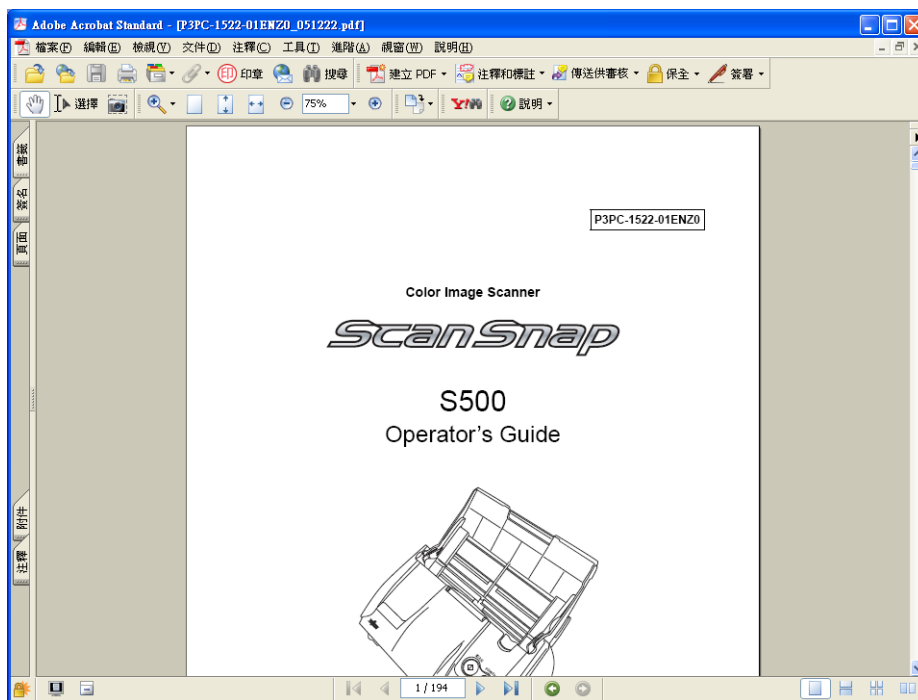 Adobe Acrobat Standard - [P3PC-1522-01ENZ0_051222.pdf]
檔案(F) 編輯(E) 檢視(V) 文件(D) 注釋(C) 工具(T) 進階(A) 視窗(W) 說明(H)
印章 搜尋 建立 PDF 注釋和標註 傳送供審核 保全 簽署
選擇 75% Y! 說明
書籤
簽名
頁面
附件
注釋
P3PC-1522-01ENZ0
Color Image Scanner
ScanSnap
S500
Operator's Guide
1 / 194